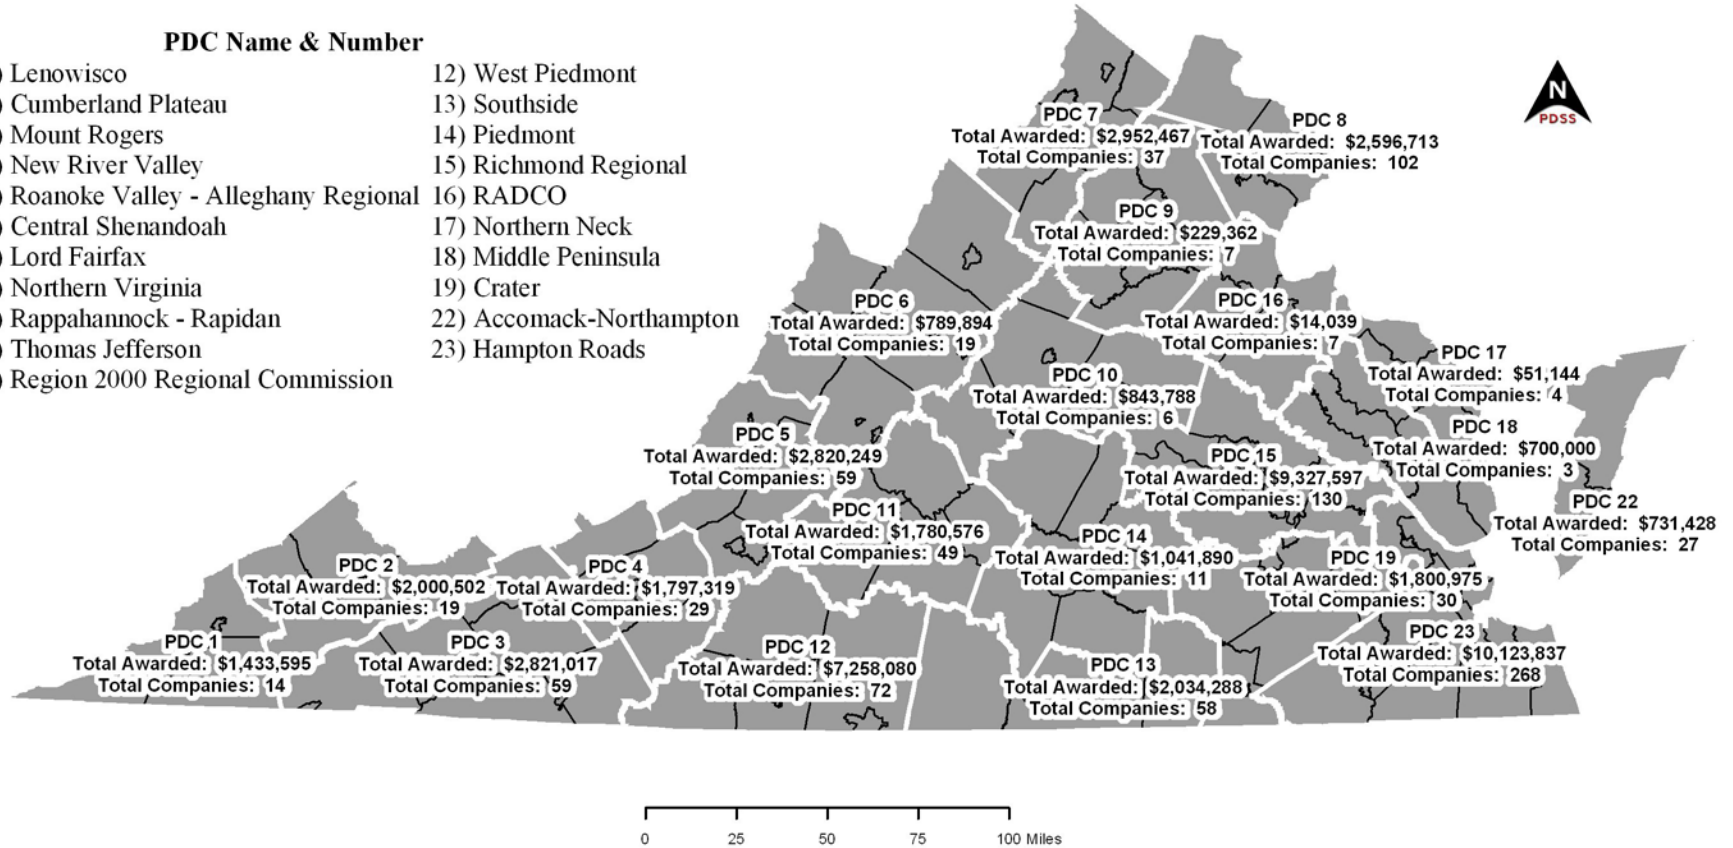 PDC Name & Number
) Lenowisco
) Cumberland Plateau
) Mount Rogers
) New River Valley
) Roanoke Valley - Alleghany Regional
) Central Shenandoah
) Lord Fairfax
) Northern Virginia
) Rappahannock - Rapidan
) Thomas Jefferson
) Region 2000 Regional Commission
12) West Piedmont
13) Southside
14) Piedmont
15) Richmond Regional
16) RADCO
17) Northern Neck
18) Middle Peninsula
19) Crater
22) Accomack-Northampton
23) Hampton Roads
N
PDSS
PDC 7
Total Awarded: $2,952,467
Total Companies: 37
PDC 8
Total Awarded: $2,596,713
Total Companies: 102
PDC 9
Total Awarded: $229,362
Total Companies: 7
PDC 6
Total Awarded: $789,894
Total Companies: 19
PDC 16
Total Awarded: $14,039
Total Companies: 7
PDC 17
Total Awarded: $51,144
Total Companies: 4
PDC 10
Total Awarded: $843,788
Total Companies: 6
PDC 18
Total Awarded: $700,000
Total Companies: 3
PDC 5
Total Awarded: $2,820,249
Total Companies: 59
PDC 15
Total Awarded: $9,327,597
Total Companies: 130
PDC 22
Total Awarded: $731,428
Total Companies: 27
PDC 11
Total Awarded: $1,780,576
Total Companies: 49
PDC 14
Total Awarded: $1,041,890
Total Companies: 11
PDC 19
Total Awarded: $1,800,975
Total Companies: 30
PDC 2
Total Awarded: $2,000,502
Total Companies: 19
PDC 4
Total Awarded: $1,797,319
Total Companies: 29
PDC 1
Total Awarded: $1,433,595
Total Companies: 14
PDC 3
Total Awarded: $2,821,017
Total Companies: 59
PDC 12
Total Awarded: $7,258,080
Total Companies: 72
PDC 13
Total Awarded: $2,034,288
Total Companies: 58
PDC 23
Total Awarded: $10,123,837
Total Companies: 268
0 25 50 75 100 Miles